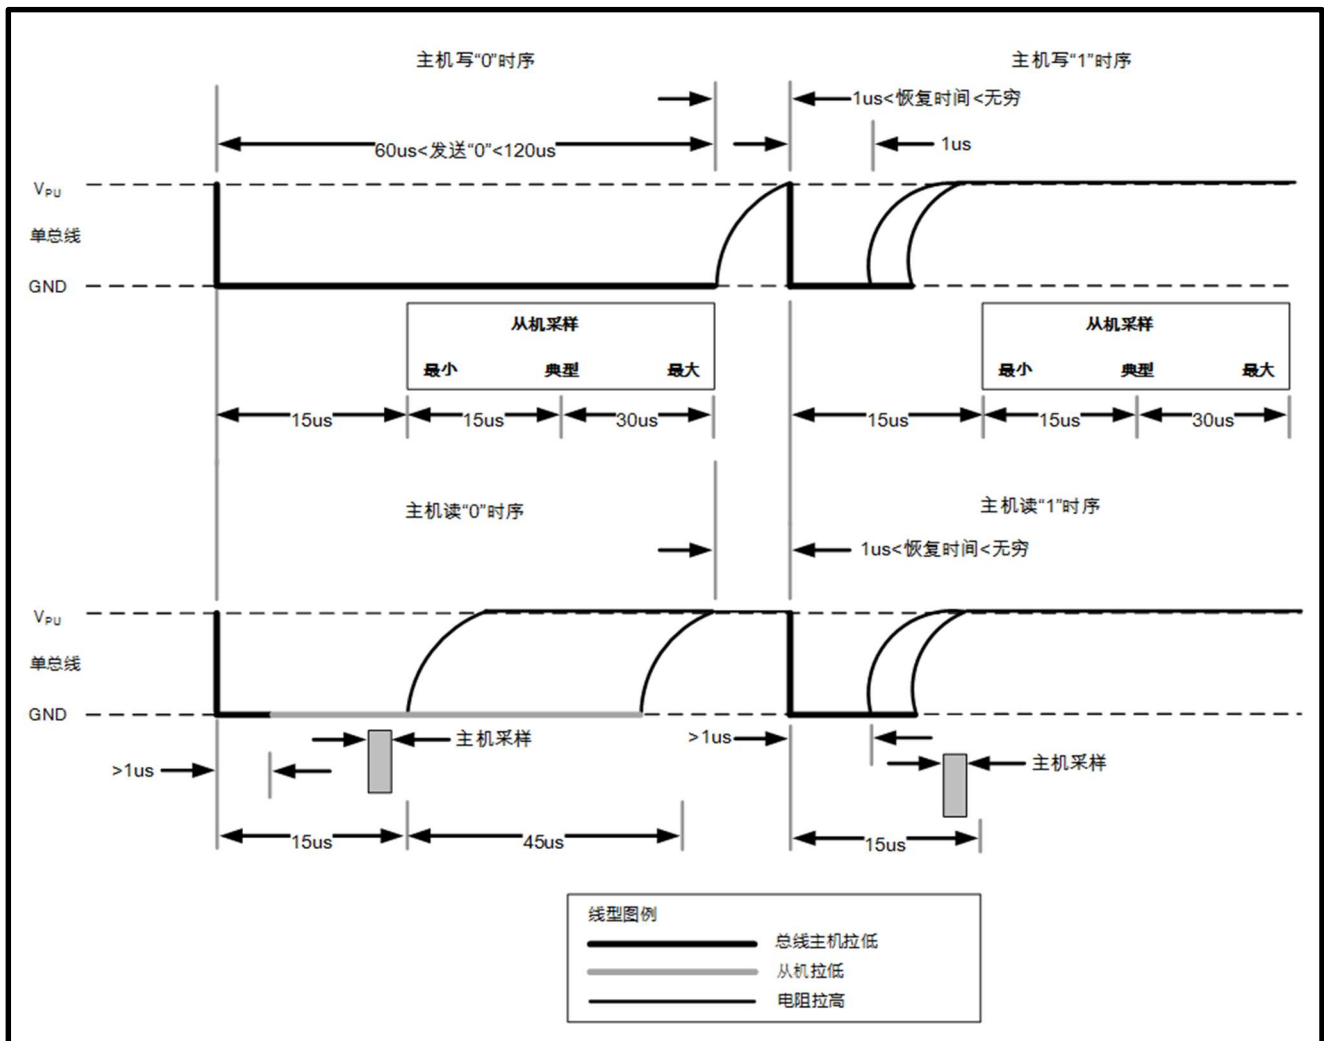 主机写“0”时序
主机写“1”时序
1us<恢复时间<无穷
60us<发送“0”<120us
1us
VPU
单总线
GND
从机采样
最小 典型 最大
从机采样
最小 典型 最大
15us
15us
30us
15us
15us
30us
主机读“0”时序
主机读“1”时序
1us<恢复时间<无穷
VPU
单总线
GND
>1us
主机采样
>1us
主机采样
15us
45us
15us
线型图例
总线主机拉低
从机拉低
电阻拉高